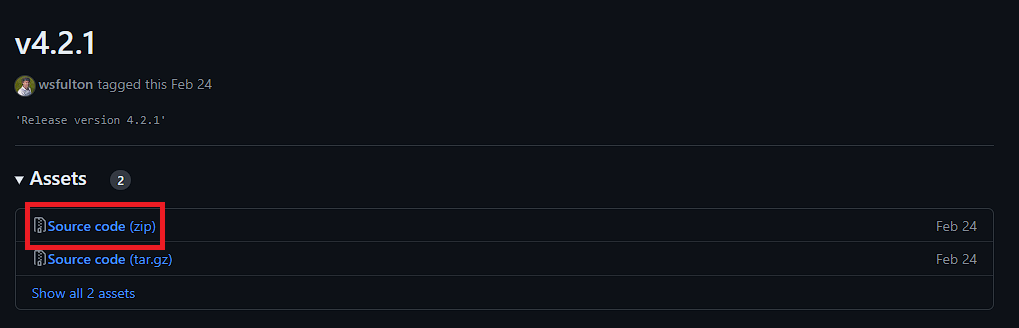 v4.2.1
wsfulton tagged this Feb 24
'Release version 4.2.1'
Assets 2
Source code (zip) Feb 24
Source code (tar.gz) Feb 24
Show all 2 assets